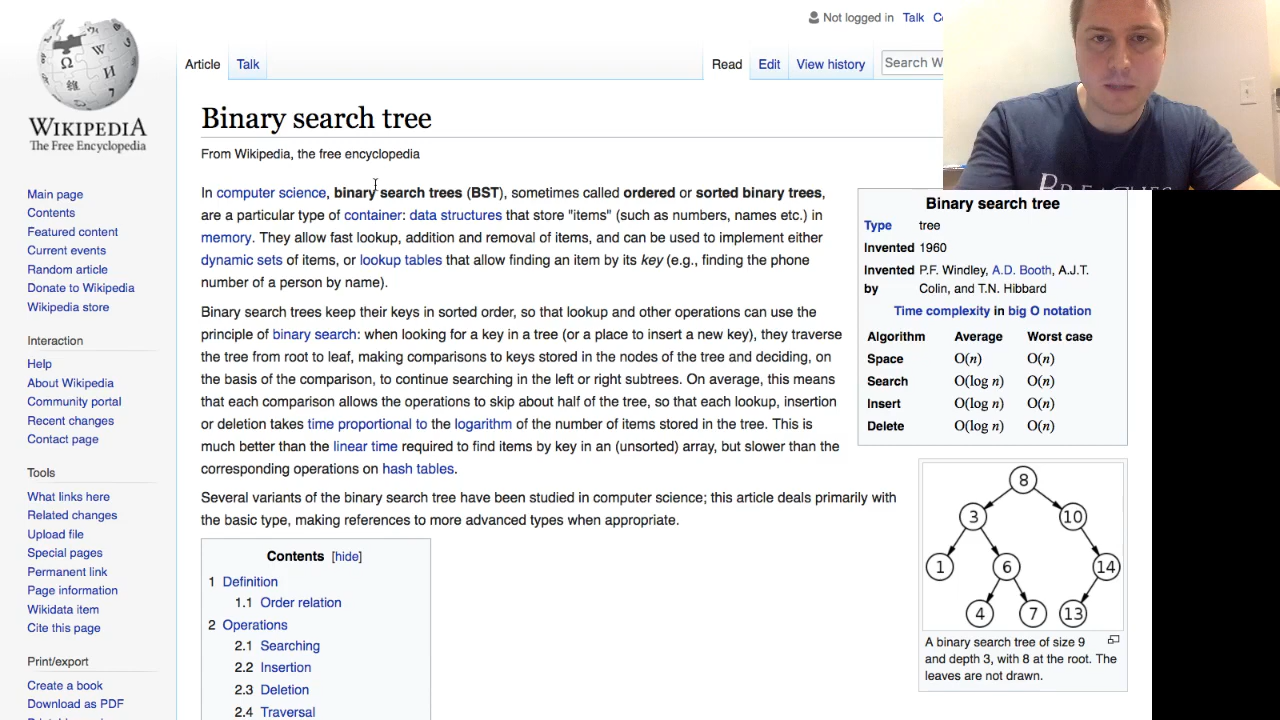 Not logged in Talk
Article Talk Read Edit View history Search W
WIKIPEDIA
The Free Encyclopedia
Main page
Contents
Featured content
Current events
Random article
Donate to Wikipedia
Wikipedia store
Interaction
Help
About Wikipedia
Community portal
Recent changes
Contact page
Tools
What links here
Related changes
Upload file
Special pages
Permanent link
Page information
Wikidata item
Cite this page
Print/export
Create a book
Download as PDF
Binary search tree
From Wikipedia, the free encyclopedia
In computer science, binary search trees (BST), sometimes called ordered or sorted binary trees,
are a particular type of container: data structures that store "items" (such as numbers, names etc.) in
memory. They allow fast lookup, addition and removal of items, and can be used to implement either
dynamic sets of items, or lookup tables that allow finding an item by its key (e.g., finding the phone
number of a person by name).
Binary search trees keep their keys in sorted order, so that lookup and other operations can use the
principle of binary search: when looking for a key in a tree (or a place to insert a new key), they traverse
the tree from root to leaf, making comparisons to keys stored in the nodes of the tree and deciding, on
the basis of the comparison, to continue searching in the left or right subtrees. On average, this means
that each comparison allows the operations to skip about half of the tree, so that each lookup, insertion
or deletion takes time proportional to the logarithm of the number of items stored in the tree. This is
much better than the linear time required to find items by key in an (unsorted) array, but slower than the
corresponding operations on hash tables.
Several variants of the binary search tree have been studied in computer science; this article deals primarily with
the basic type, making references to more advanced types when appropriate.
Contents [hide]
1 Definition
1.1 Order relation
2 Operations
2.1 Searching
2.2 Insertion
2.3 Deletion
2.4 Traversal
Binary search tree
Type tree
Invented 1960
Invented P.F. Windley, A.D. Booth, A.J.T.
by Colin, and T.N. Hibbard
Time complexity in big O notation
Algorithm Average Worst case
Space O(n) O(n)
Search O(log n) O(n)
Insert O(log n) O(n)
Delete O(log n) O(n)
8
3 10
1 6 14
4 7 13
A binary search tree of size 9
and depth 3, with 8 at the root. The
leaves are not drawn.